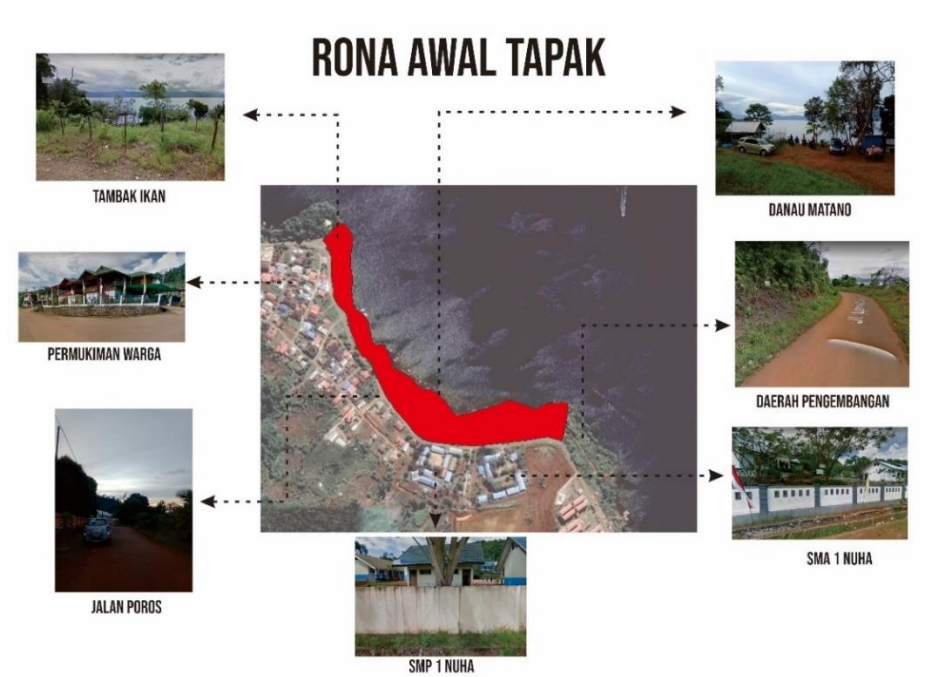 RONA AWAL TAPAK
TAMBAK IKAN
DANAU MATANO
PERMUKIMAN WARGA
DAERAH PENGEMBANGAN
JALAN POROS
SMA 1 NUHA
SMP 1 NUHA